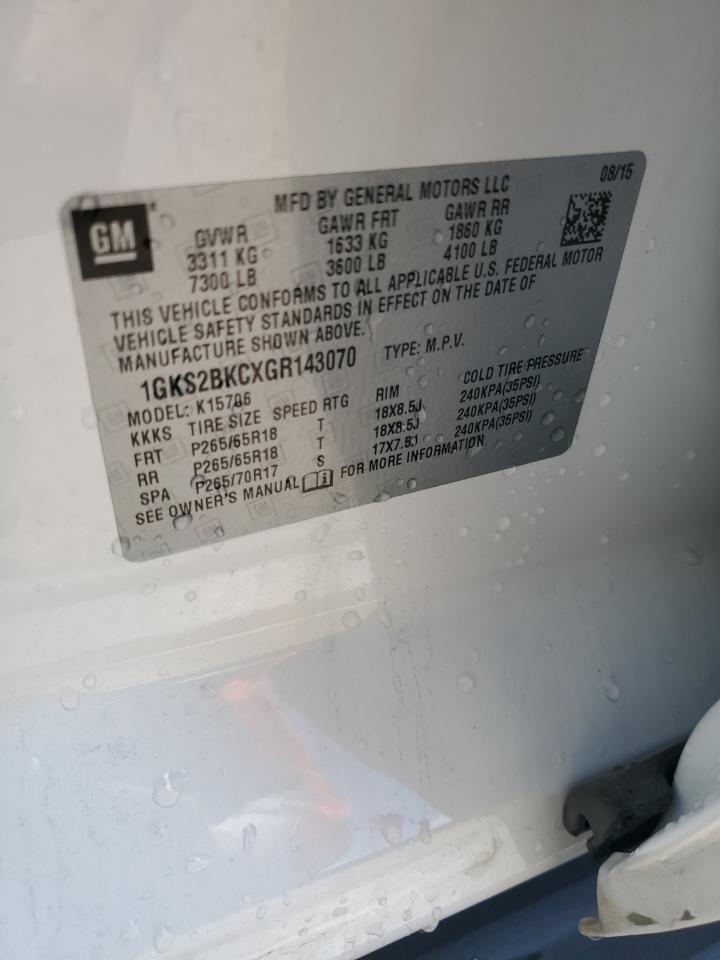 GM
MFD BY GENERAL MOTORS LLC 08/15
GVWR GAWR FRT GAWR RR
3311 KG 1633 KG 1860 KG
7300 LB 3600 LB 4100 LB
THIS VEHICLE CONFORMS TO ALL APPLICABLE U.S. FEDERAL MOTOR
VEHICLE SAFETY STANDARDS IN EFFECT ON THE DATE OF
MANUFACTURE SHOWN ABOVE.
1GKS2BKCXGR143070 TYPE: M.P.V.
MODEL: K15706
KKKS TIRE SIZE SPEED RTG RIM COLD TIRE PRESSURE
FRT P265/65R18 T 18X8.5J 240KPA(35PSI)
RR P265/65R18 T 18X8.5J 240KPA(35PSI)
SPA P265/70R17 S 17X7.5J 240KPA(35PSI)
SEE OWNER'S MANUAL FOR MORE INFORMATION